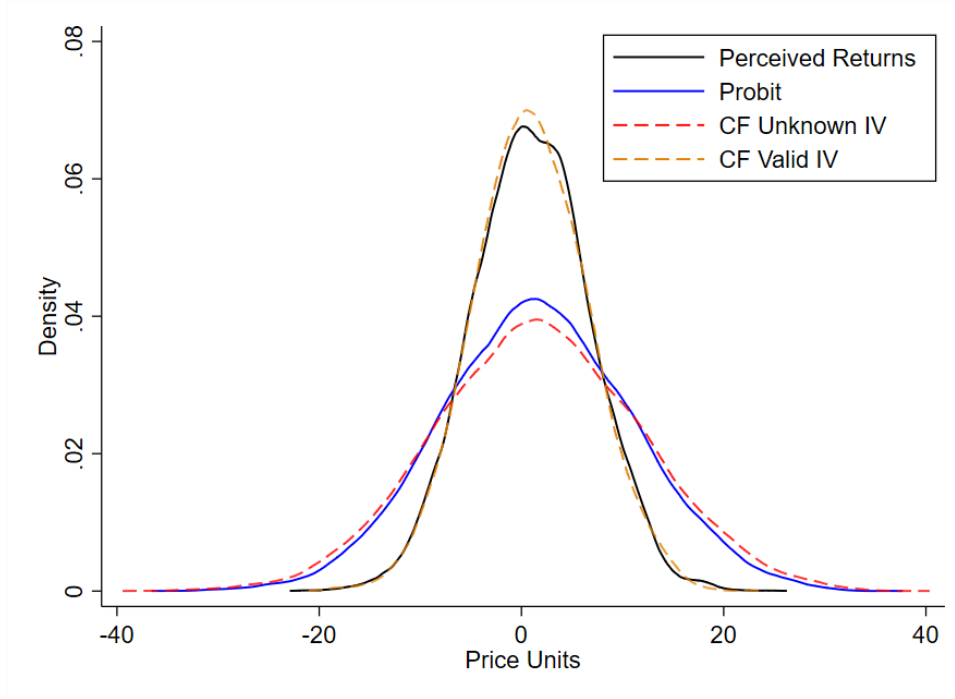 Perceived Returns
Probit
CF Unknown IV
CF Valid IV
.08
.06
.04
.02
0
Density
-40
-20
0
20
40
Price Units